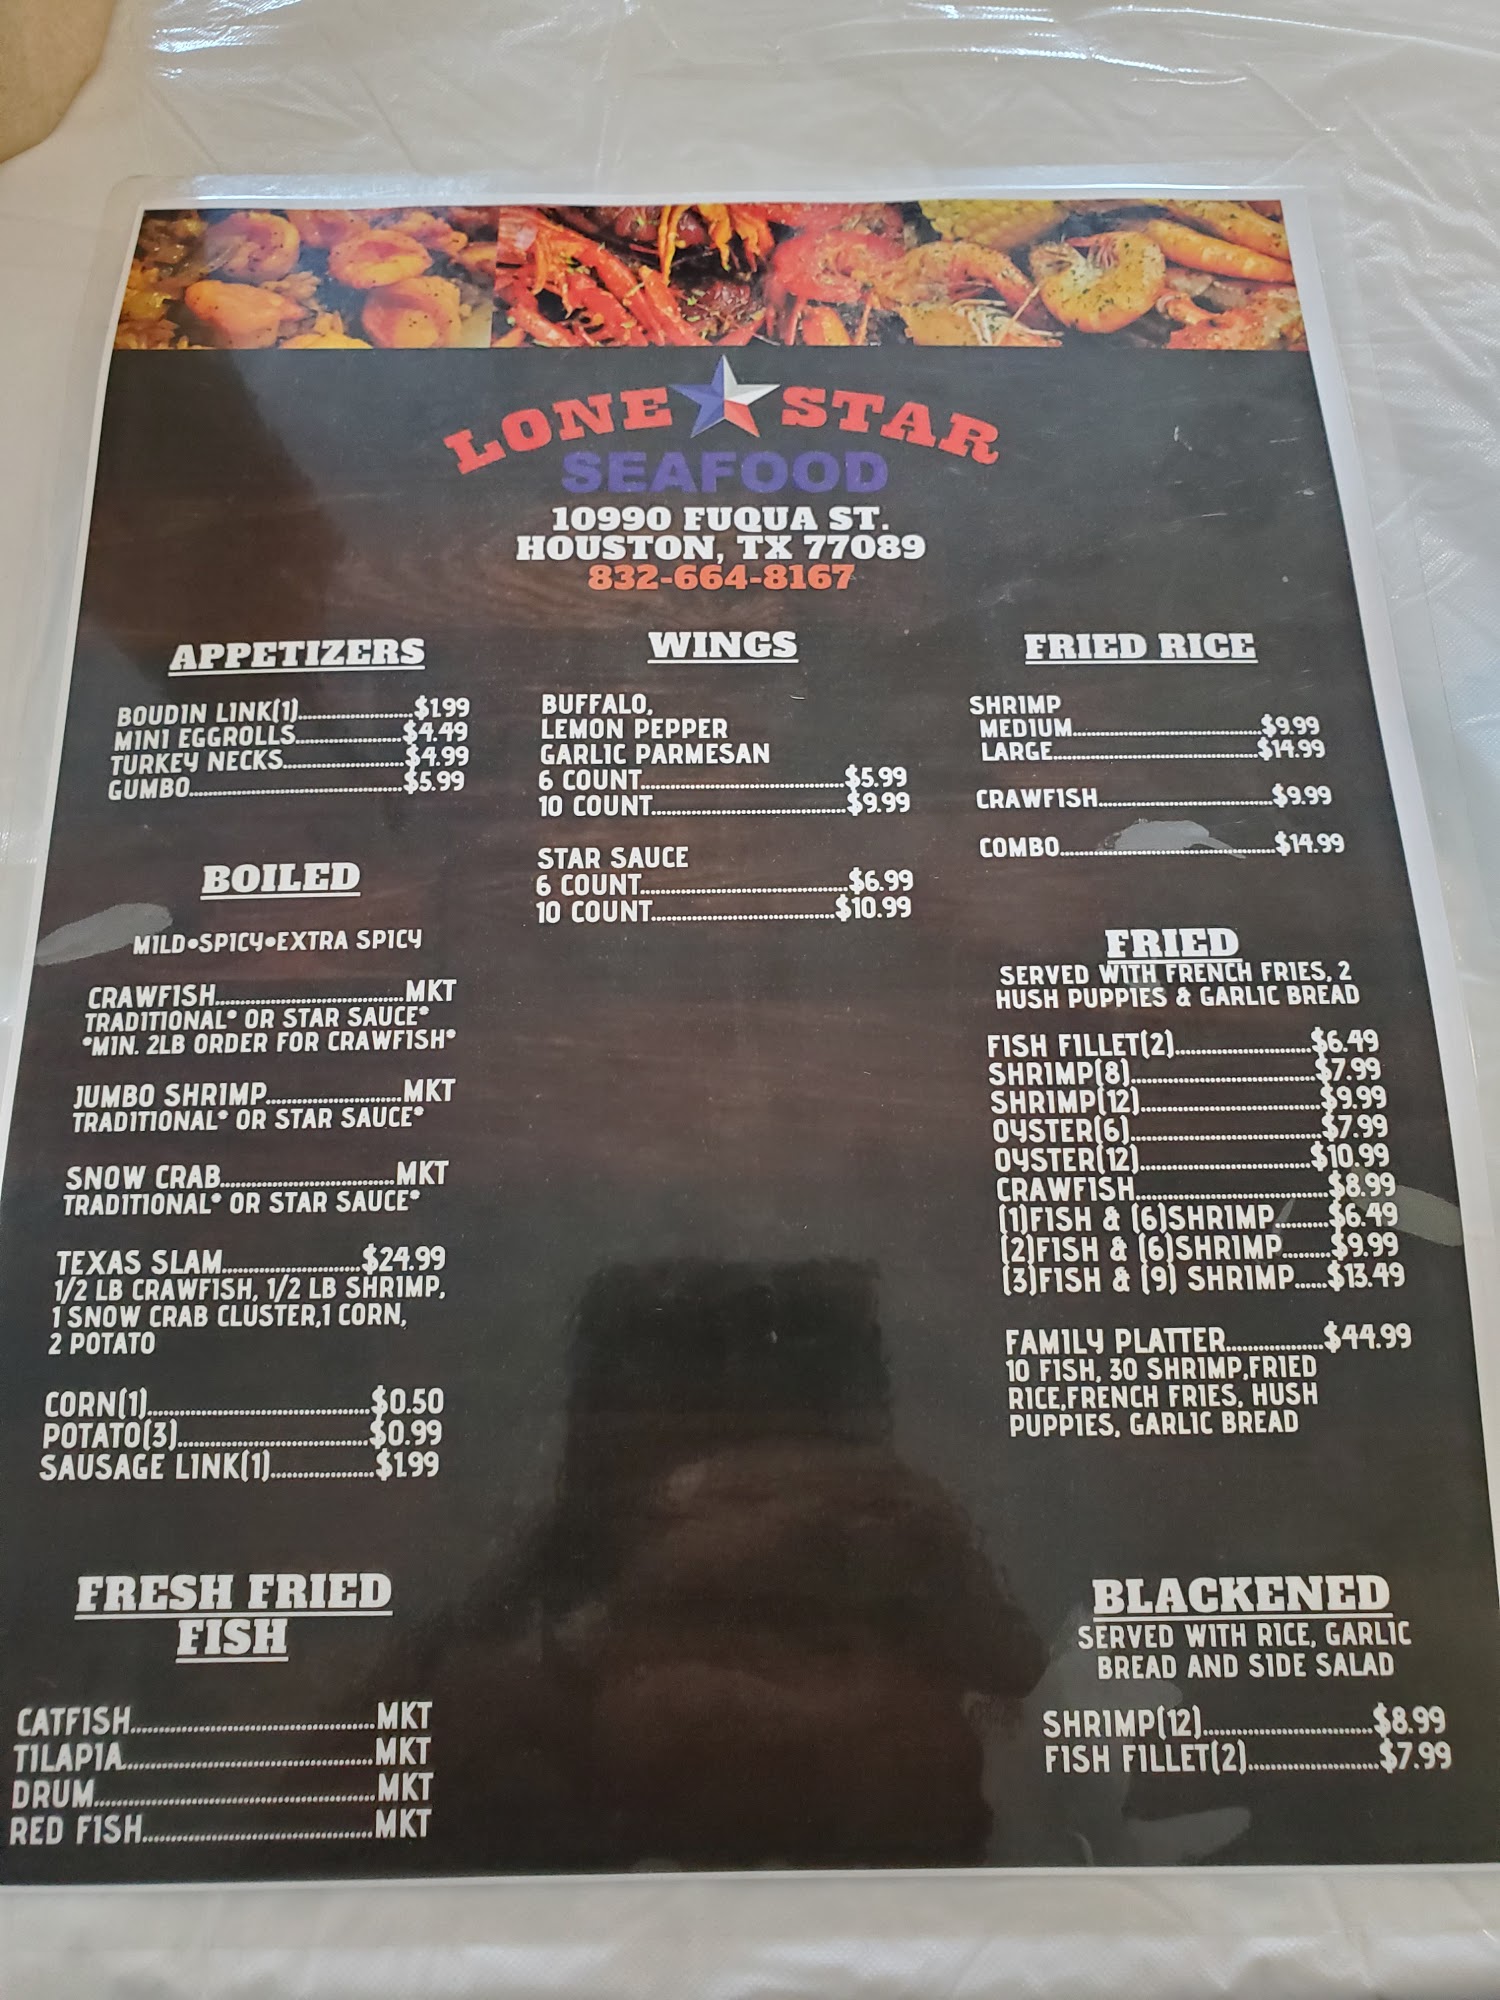 LONE STAR
SEAFOOD
10990 FUQUA ST.
HOUSTON, TX 77089
832-664-8167
APPETIZERS
BOUDIN LINK(1)..........$1.99
MINI EGGROLLS..........$4.49
TURKEY NECKS..........$4.99
GUMBO..........$5.99
BOILED
MILD•SPICY•EXTRA SPICY
CRAWFISH..........MKT
TRADITIONAL* OR STAR SAUCE*
*MIN. 2LB ORDER FOR CRAWFISH*
JUMBO SHRIMP..........MKT
TRADITIONAL* OR STAR SAUCE*
SNOW CRAB..........MKT
TRADITIONAL* OR STAR SAUCE*
TEXAS SLAM..........$24.99
1/2 LB CRAWFISH, 1/2 LB SHRIMP,
1 SNOW CRAB CLUSTER,1 CORN,
2 POTATO
CORN(1)..........$0.50
POTATO(3)..........$0.99
SAUSAGE LINK(1)..........$1.99
FRESH FRIED
FISH
CATFISH..........MKT
TILAPIA..........MKT
DRUM..........MKT
RED FISH..........MKT
WINGS
BUFFALO,
LEMON PEPPER
GARLIC PARMESAN
6 COUNT..........$5.99
10 COUNT..........$9.99
STAR SAUCE
6 COUNT..........$6.99
10 COUNT..........$10.99
FRIED RICE
SHRIMP
MEDIUM..........$9.99
LARGE..........$14.99
CRAWFISH..........$9.99
COMBO..........$14.99
FRIED
SERVED WITH FRENCH FRIES, 2
HUSH PUPPIES & GARLIC BREAD
FISH FILLET(2)..........$6.49
SHRIMP(8)..........$7.99
SHRIMP(12)..........$9.99
OYSTER(6)..........$7.99
OYSTER(12)..........$10.99
CRAWFISH..........$8.99
(1)FISH & (6)SHRIMP..........$6.49
(2)FISH & (6)SHRIMP..........$9.99
(3)FISH & (9) SHRIMP......$13.49
FAMILY PLATTER..........$44.99
10 FISH, 30 SHRIMP,FRIED
RICE,FRENCH FRIES, HUSH
PUPPIES, GARLIC BREAD
BLACKENED
SERVED WITH RICE, GARLIC
BREAD AND SIDE SALAD
SHRIMP(12)..........$8.99
FISH FILLET(2)..........$7.99